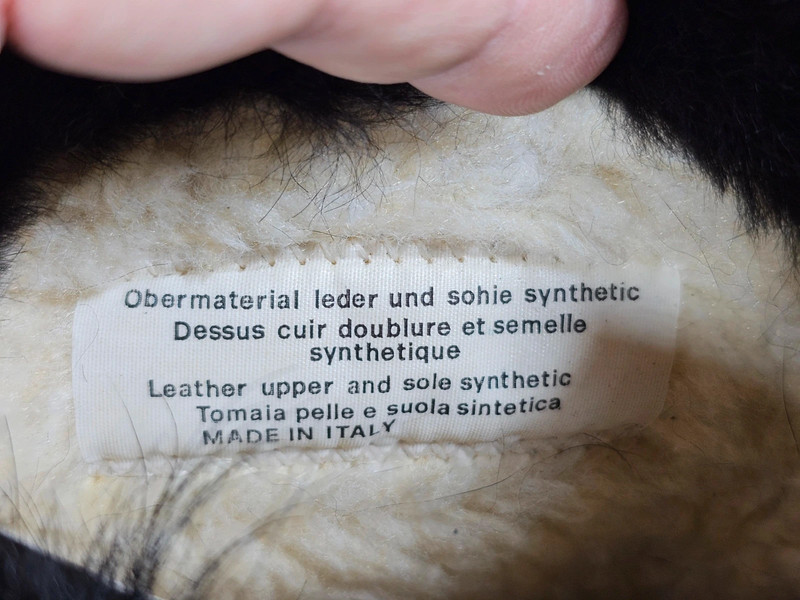 Obermaterial leder und sohie synthetic
Dessus cuir doublure et semelle
synthetique
Leather upper and sole synthetic
Tomaia pelle e suola sintetica
MADE IN ITALY